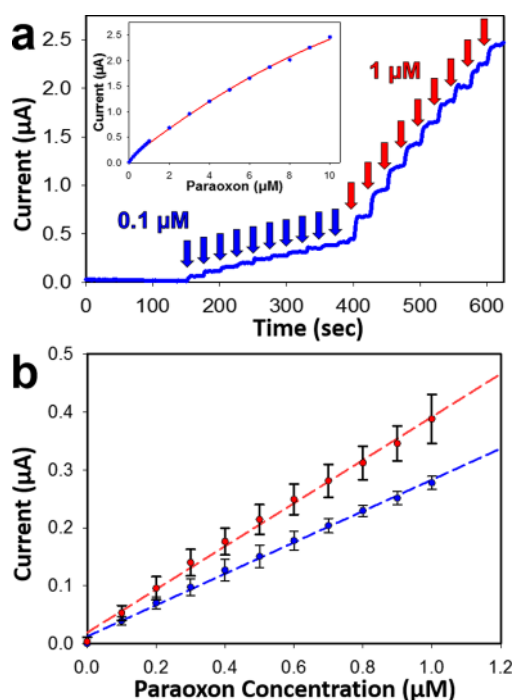 a
2.5
2.0
1.5
1.0
0.5
0.0
Current (µA)
0 100 200 300 400 500 600
Time (sec)
0.1 µM
1 µM
2.5
2.0
1.5
1.0
0.5
0.0
Current (µA)
0 2 4 6 8 10
Paraoxon (µM)
b
0.5
0.4
0.3
0.2
0.1
0.0
Current (µA)
0.0 0.2 0.4 0.6 0.8 1.0 1.2
Paraoxon Concentration (µM)